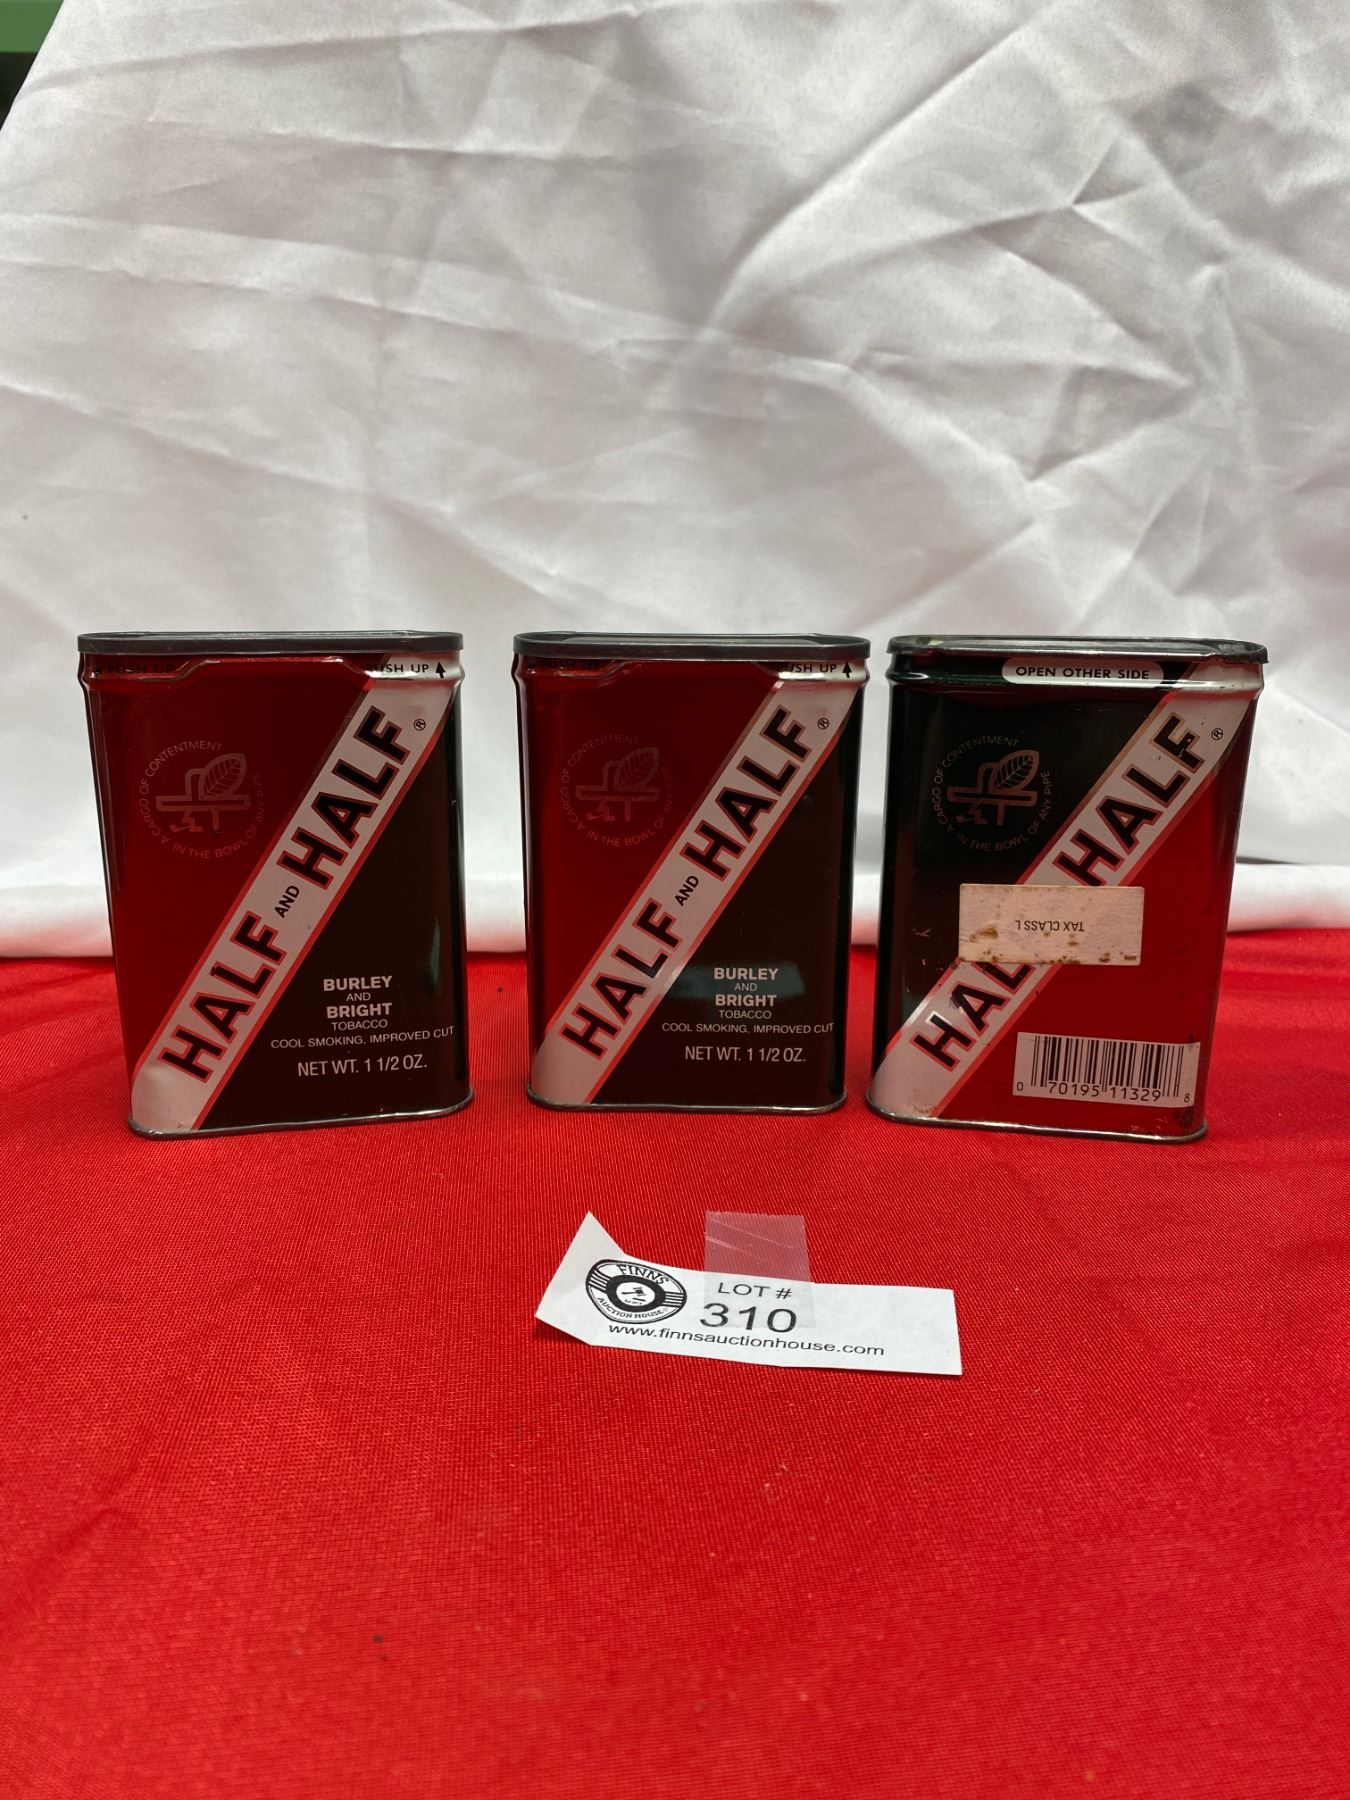 PUSH UP
PUSH UP
A CARGO OF CONTENTMENT
IN THE BOWL OF ANY PIPE
HALF AND HALF ®
BURLEY
AND
BRIGHT
TOBACCO
COOL SMOKING, IMPROVED CUT
NET WT. 1 1/2 OZ.
PUSH UP
PUSH UP
A CARGO OF CONTENTMENT
IN THE BOWL OF ANY PIPE
HALF AND HALF ®
BURLEY
AND
BRIGHT
TOBACCO
COOL SMOKING, IMPROVED CUT
NET WT. 1 1/2 OZ.
OPEN OTHER SIDE
A CARGO OF CONTENTMENT
IN THE BOWL OF ANY PIPE
HALF HALF ®
TAX CLASS L
0 70195 11329 8
FINNS
AUCTION HOUSE
LOT #
310
www.finnsauctionhouse.com